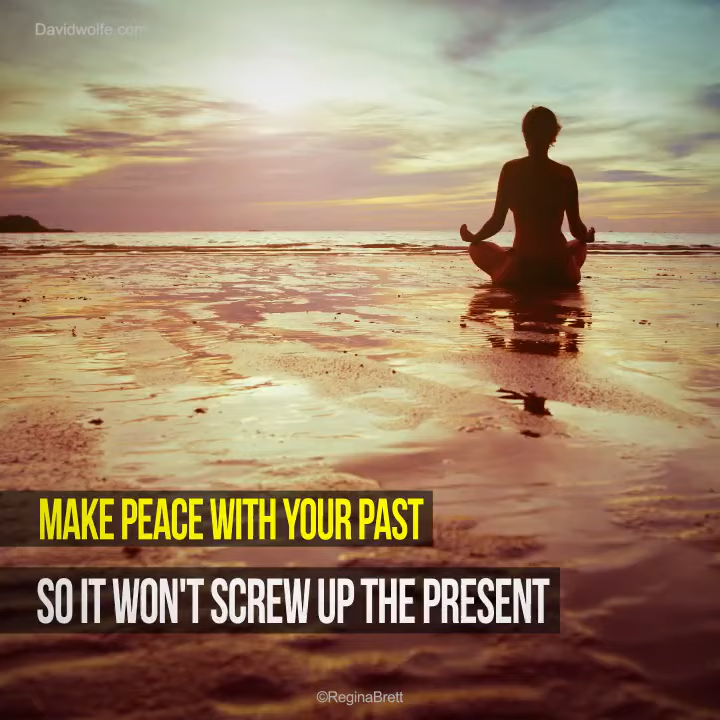 Davidwolfe.com
MAKE PEACE WITH YOUR PAST
SO IT WON'T SCREW UP THE PRESENT
©ReginaBrett